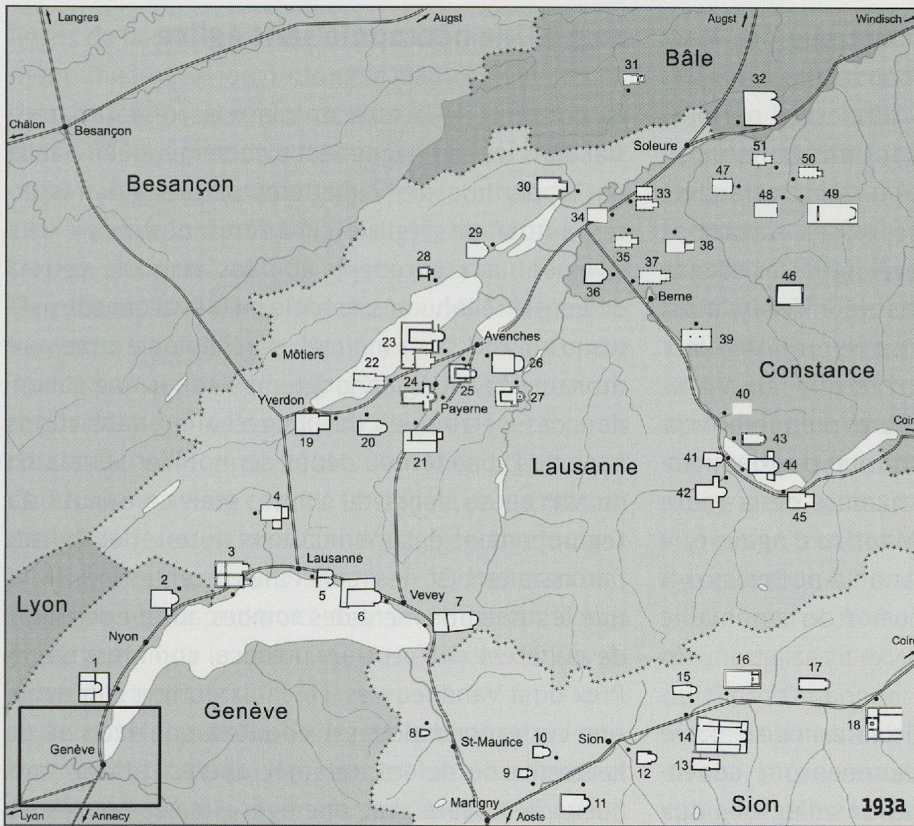 Langres
Augst
Augst
Windisch
Bâle
31
32
Châlon
Besançon
Soleure
51
50
Besançon
30
33
47
48
49
34
29
35
38
28
37
36
46
Berne
Avenches
39
23
Môtiers
26
22
25
Constance
24
27
Yverdon
Payerne
40
19
20
43
Coire
21
Lausanne
41
44
42
4
45
3
Lausanne
2
5
Lyon
6
Vevey
7
Nyon
Coire
16
1
15
17
Genève
18
8
10
14
Genève
St-Maurice
Sion
9
12
13
11
Martigny
Sion
193a
Lyon
Annecy
Aoste